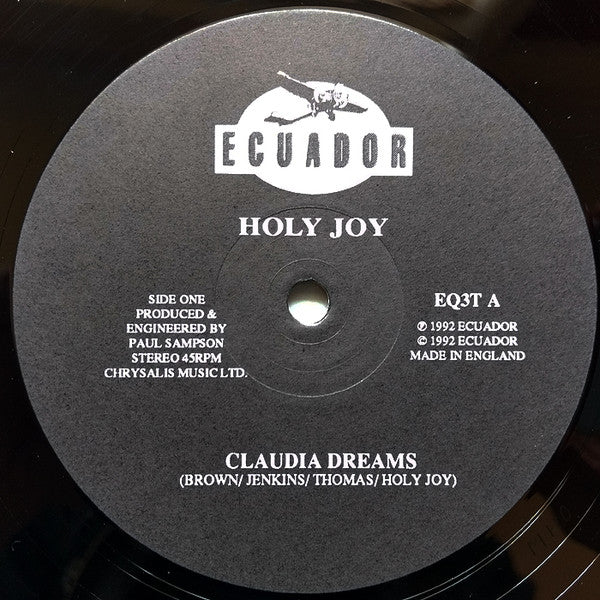 ECUADOR
HOLY JOY
SIDE ONE
PRODUCED &
ENGINEERED BY
PAUL SAMPSON
STEREO 45RPM
CHRYSALIS MUSIC LTD.
EQ3T A
℗ 1992 ECUADOR
© 1992 ECUADOR
MADE IN ENGLAND
CLAUDIA DREAMS
(BROWN/ JENKINS/ THOMAS/ HOLY JOY)